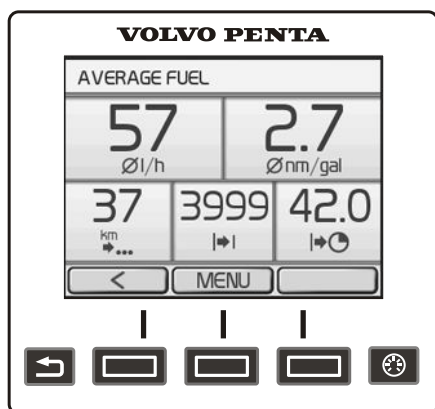 VOLVO PENTA
AVERAGE FUEL
57 2.7
Øl/h Ønm/gal
37 3999 42.0
km
< MENU